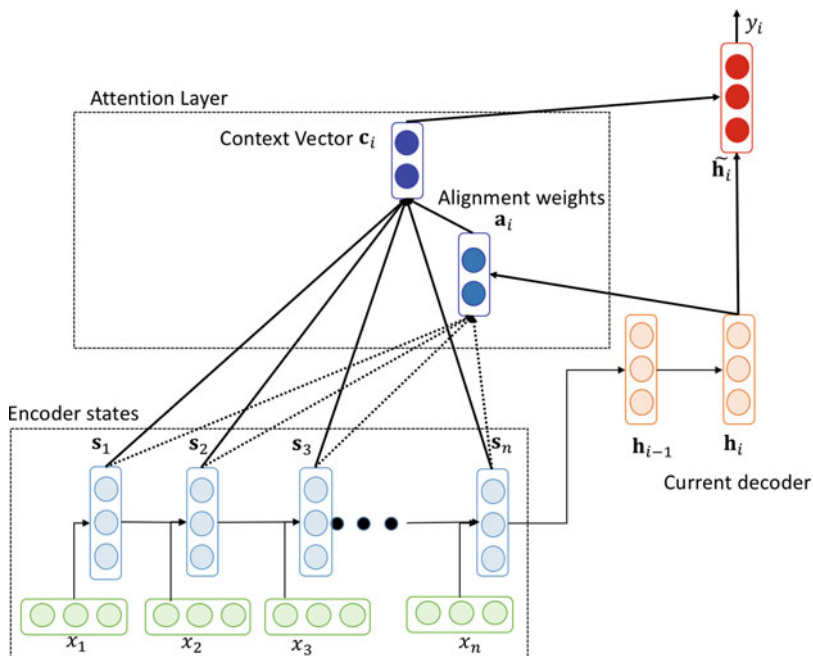 y_i
Attention Layer
Context Vector c_i
h̃_i
Alignment weights
a_i
Encoder states
s_1 s_2 s_3 s_n
h_{i−1} h_i
Current decoder
x_1 x_2 x_3 x_n